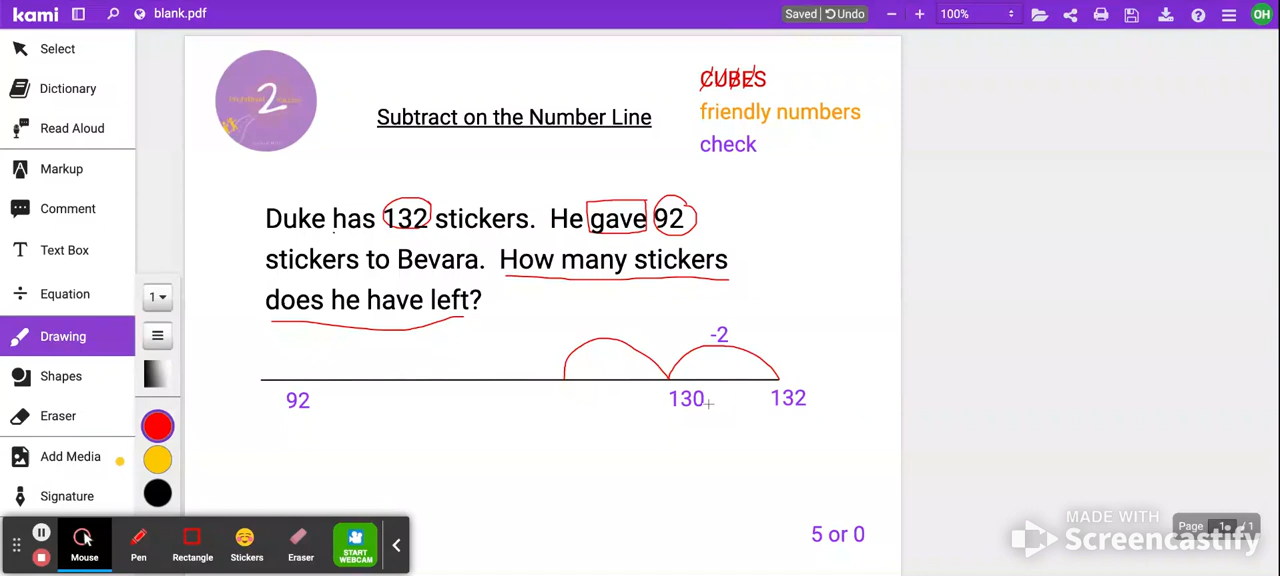 kami
blank.pdf
Saved
Undo
100%
OH
Select
Dictionary
Read Aloud
Markup
Comment
Text Box
Equation
Drawing
Shapes
Eraser
Add Media
Signature
1
2
Subtract on the Number Line
CUBES
friendly numbers
check
Duke has 132 stickers. He gave 92
stickers to Bevara. How many stickers
does he have left?
-2
92
130
132
5 or 0
Mouse
Pen
Rectangle
Stickers
Eraser
START
WEBCAM
MADE WITH
Screencastify
Page
/ 1